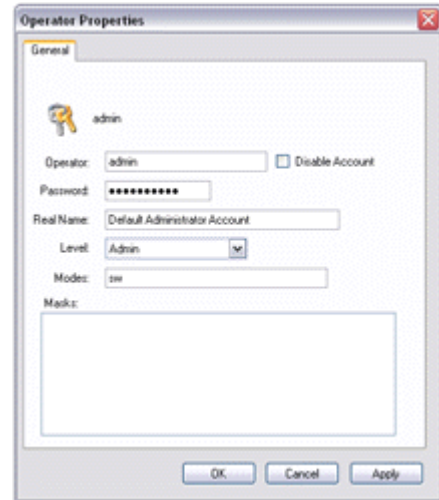 Operator Properties
General
admin
Operator: admin Disable Account
Password: ••••••••••
Real Name: Default Administrator Account
Level: Admin
Modes: sw
Masks:
OK Cancel Apply